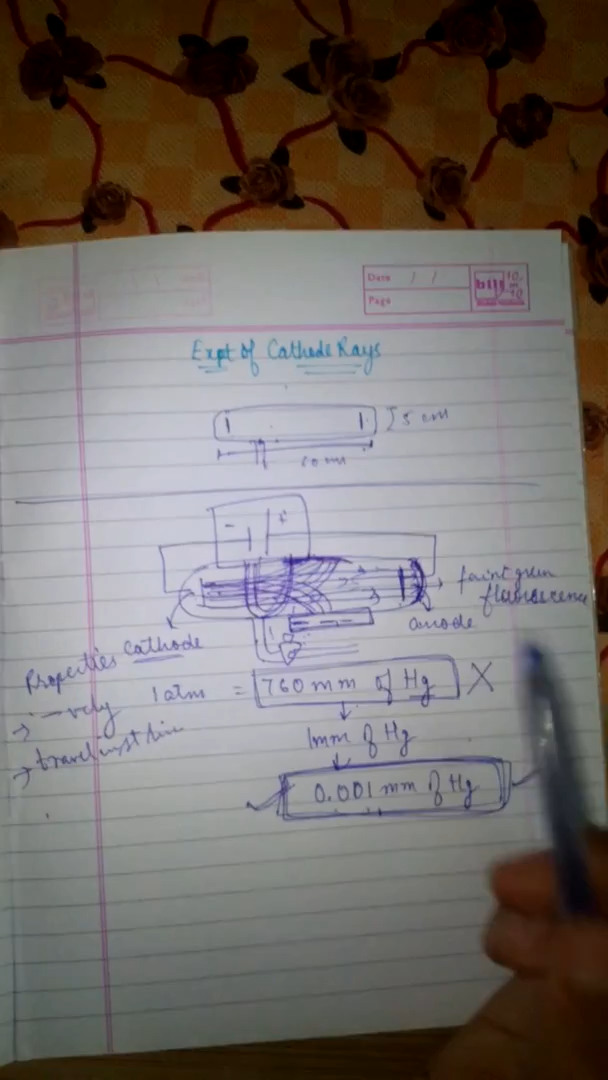 Date / /
Page
Expt of Cathode Rays
5 cm
- +
faint green
fluorescence
anode
cathode
Properties
1 atm = 760 mm of Hg X
→ - very
1mm of Hg
→ travel in st line
0.001 mm of Hg